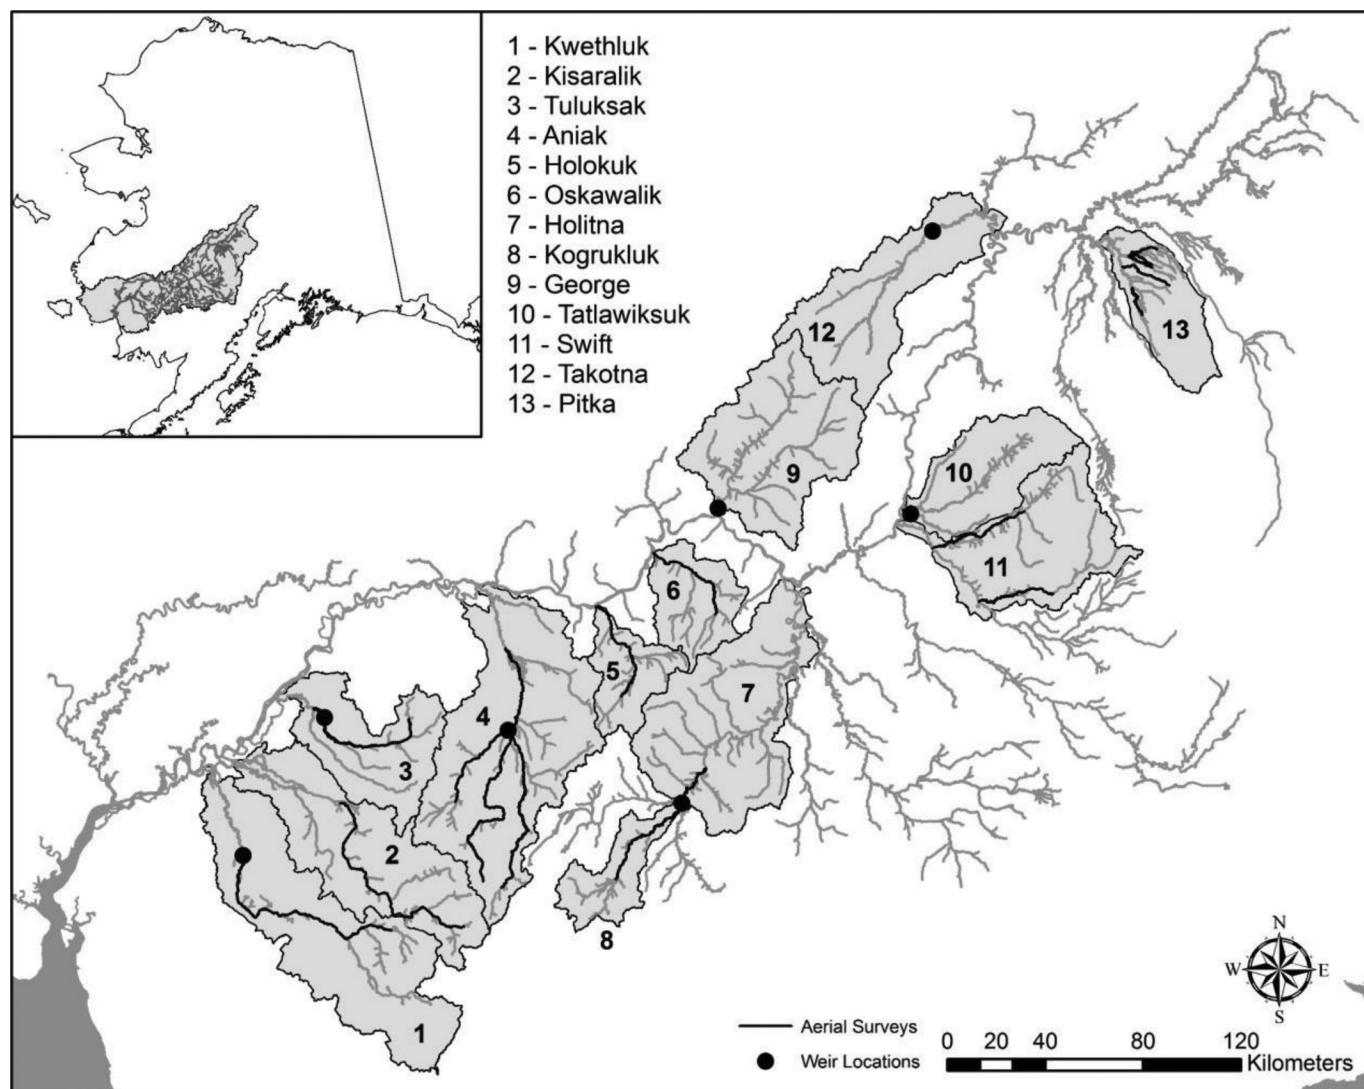 1 - Kwethluk
2 - Kisaralik
3 - Tuluksak
4 - Aniak
5 - Holokuk
6 - Oskawalik
7 - Holitna
8 - Kogrukluk
9 - George
10 - Tatlawiksuk
11 - Swift
12 - Takotna
13 - Pitka
12
13
9
10
11
6
5
7
4
3
2
8
1
N
W E
S
Aerial Surveys
Weir Locations
0 20 40 80 120
Kilometers